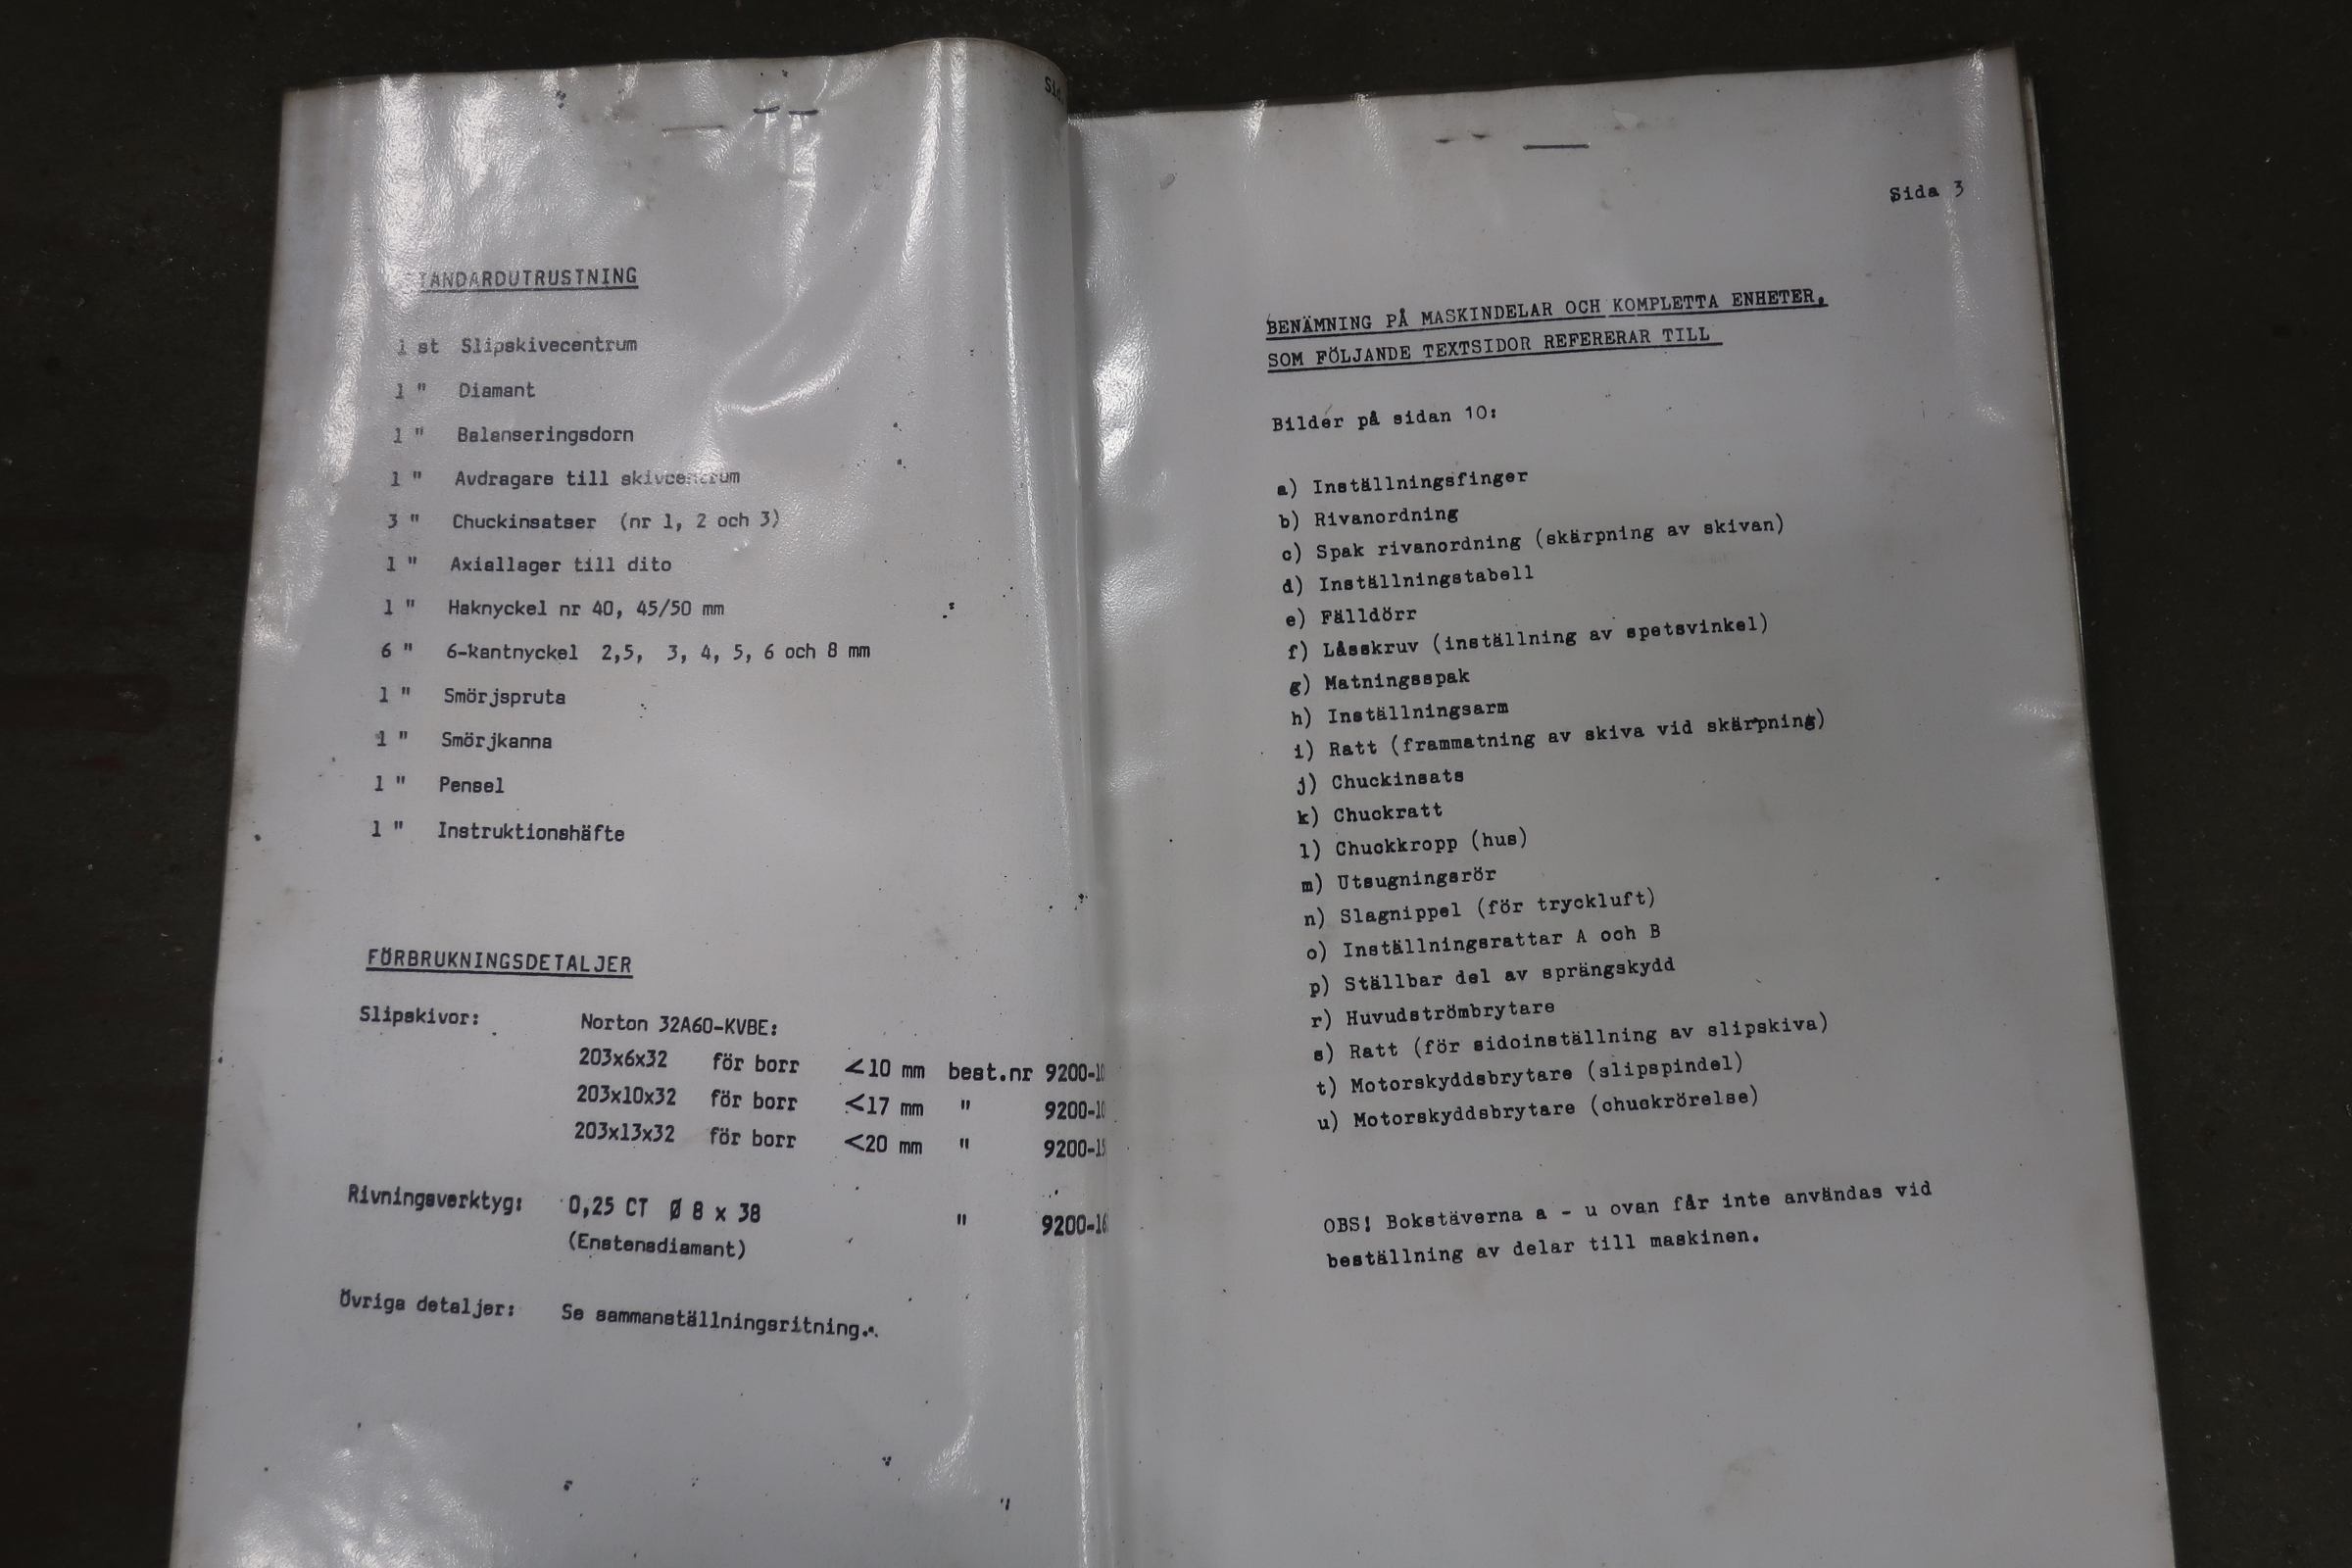 STANDARDUTRUSTNING
1 st Slipskivecentrum
1 " Diamant
1 " Balanseringsdorn
1 " Avdragare till skivcentrum
3 " Chuckinsatser (nr 1, 2 och 3)
1 " Axiallager till dito
1 " Haknyckel nr 40, 45/50 mm
6 " 6-kantnyckel 2,5, 3, 4, 5, 6 och 8 mm
1 " Smörjspruta
1 " Smörjkanna
1 " Pensel
1 " Instruktionshäfte
FÖRBRUKNINGSDETALJER
Slipskivor: Norton 32A60-KVBE:
203x6x32 för borr <10 mm best.nr
203x10x32 för borr <17 mm "
203x13x32 för borr <20 mm "
Rivningsverktyg: 0,25 CT Ø 8 x 38 "
(Enstensdiamant)
Övriga detaljer: Se sammanställningsritning.
Sida 3
BENÄMNING PÅ MASKINDELAR OCH KOMPLETTA ENHETER,
SOM FÖLJANDE TEXTSIDOR REFERERAR TILL
Bilder på sidan 10:
a) Inställningsfinger
b) Rivanordning
c) Spak rivanordning (skärpning av skivan)
d) Inställningstabell
e) Fälldörr
f) Låsskruv (inställning av spetsvinkel)
g) Matningsspak
h) Inställningsarm
i) Ratt (frammatning av skiva vid skärpning)
j) Chuckinsats
k) Chuckratt
l) Chuckkropp (hus)
m) Utsugningsrör
n) Slagnippel (för tryckluft)
o) Inställningsrattar A och B
p) Ställbar del av sprängskydd
r) Huvudströmbrytare
s) Ratt (för sidoinställning av slipskiva)
t) Motorskyddsbrytare (slipspindel)
u) Motorskyddsbrytare (chuckrörelse)
OBS! Bokstäverna a - u ovan får inte användas vid
beställning av delar till maskinen.